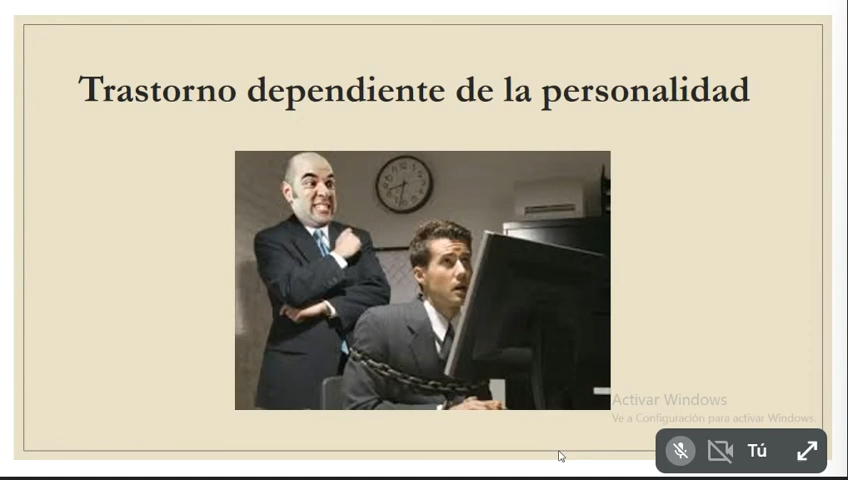 Trastorno dependiente de la personalidad
Activar Windows
Ve a Configuración para activar Windows.
Tú